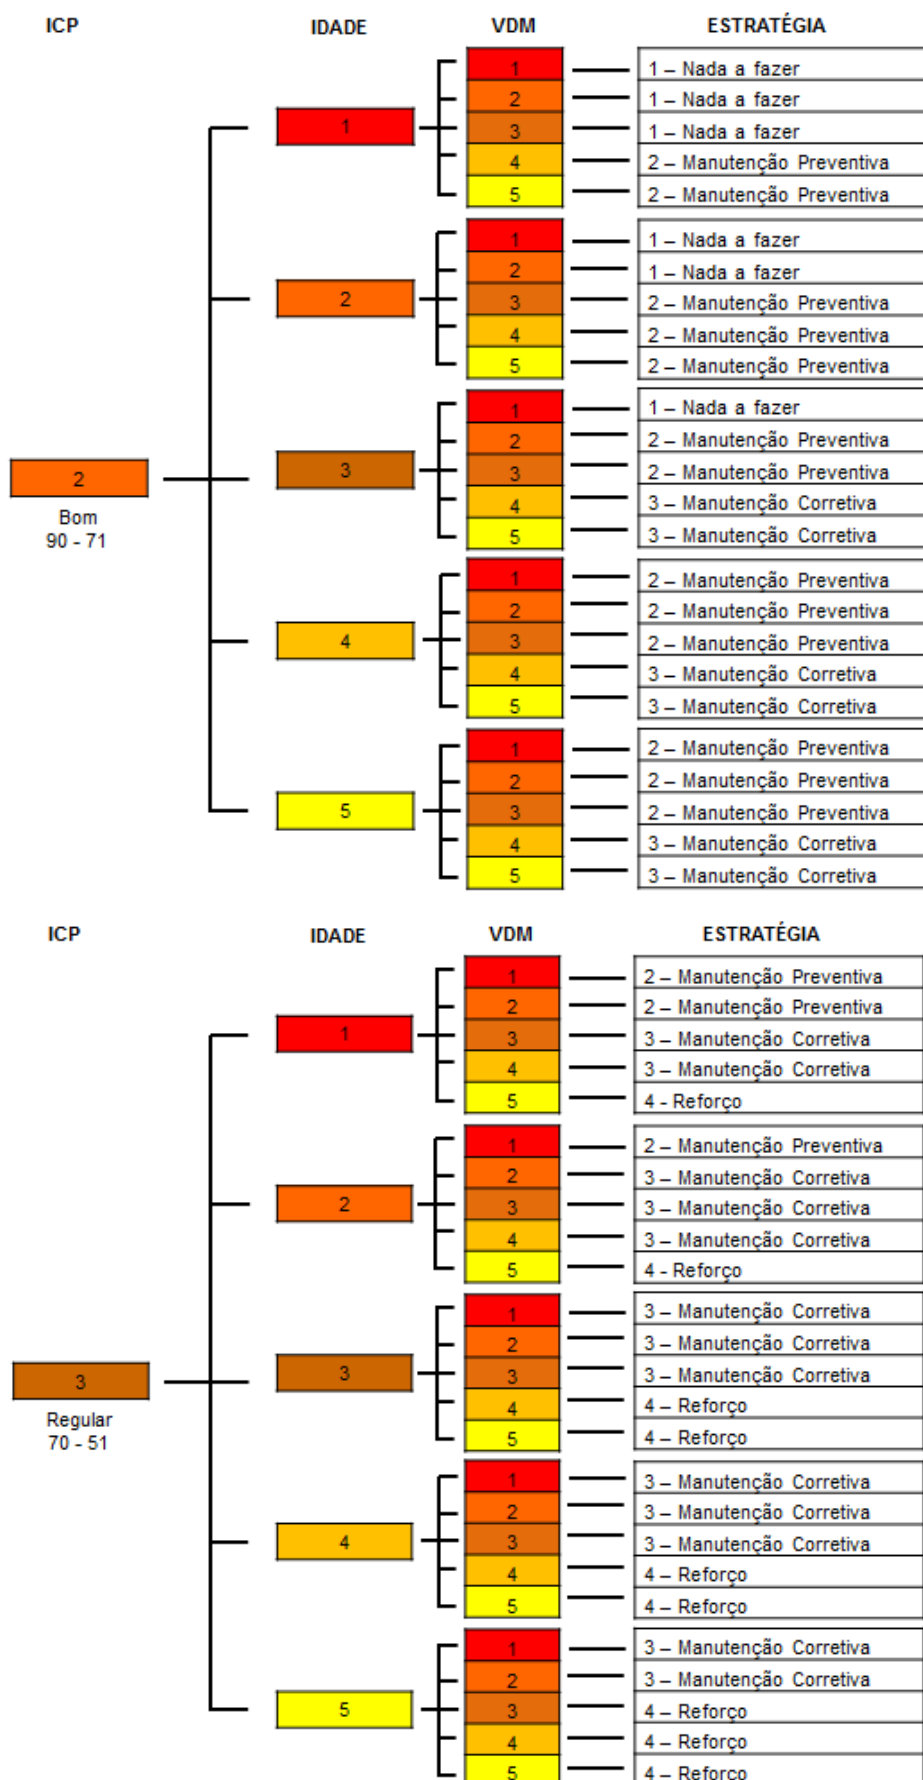 ICP IDADE VDM ESTRATÉGIA
1 1 – Nada a fazer
2 1 – Nada a fazer
1 3 1 – Nada a fazer
4 2 – Manutenção Preventiva
5 2 – Manutenção Preventiva
1 1 – Nada a fazer
2 1 – Nada a fazer
2 3 2 – Manutenção Preventiva
4 2 – Manutenção Preventiva
5 2 – Manutenção Preventiva
1 1 – Nada a fazer
2 2 – Manutenção Preventiva
2 3 3 2 – Manutenção Preventiva
4 3 – Manutenção Corretiva
Bom
90 - 71
5 3 – Manutenção Corretiva
1 2 – Manutenção Preventiva
2 2 – Manutenção Preventiva
4 3 2 – Manutenção Preventiva
4 3 – Manutenção Corretiva
5 3 – Manutenção Corretiva
1 2 – Manutenção Preventiva
2 2 – Manutenção Preventiva
5 3 2 – Manutenção Preventiva
4 3 – Manutenção Corretiva
5 3 – Manutenção Corretiva
ICP IDADE VDM ESTRATÉGIA
1 2 – Manutenção Preventiva
2 2 – Manutenção Preventiva
1 3 3 – Manutenção Corretiva
4 3 – Manutenção Corretiva
5 4 - Reforço
1 2 – Manutenção Preventiva
2 3 – Manutenção Corretiva
2 3 3 – Manutenção Corretiva
4 3 – Manutenção Corretiva
5 4 - Reforço
1 3 – Manutenção Corretiva
2 3 – Manutenção Corretiva
3 3 3 3 – Manutenção Corretiva
4 4 – Reforço
Regular
70 - 51
5 4 – Reforço
1 3 – Manutenção Corretiva
2 3 – Manutenção Corretiva
4 3 3 – Manutenção Corretiva
4 4 – Reforço
5 4 – Reforço
1 3 – Manutenção Corretiva
2 3 – Manutenção Corretiva
5 3 4 – Reforço
4 4 – Reforço
5 4 – Reforço